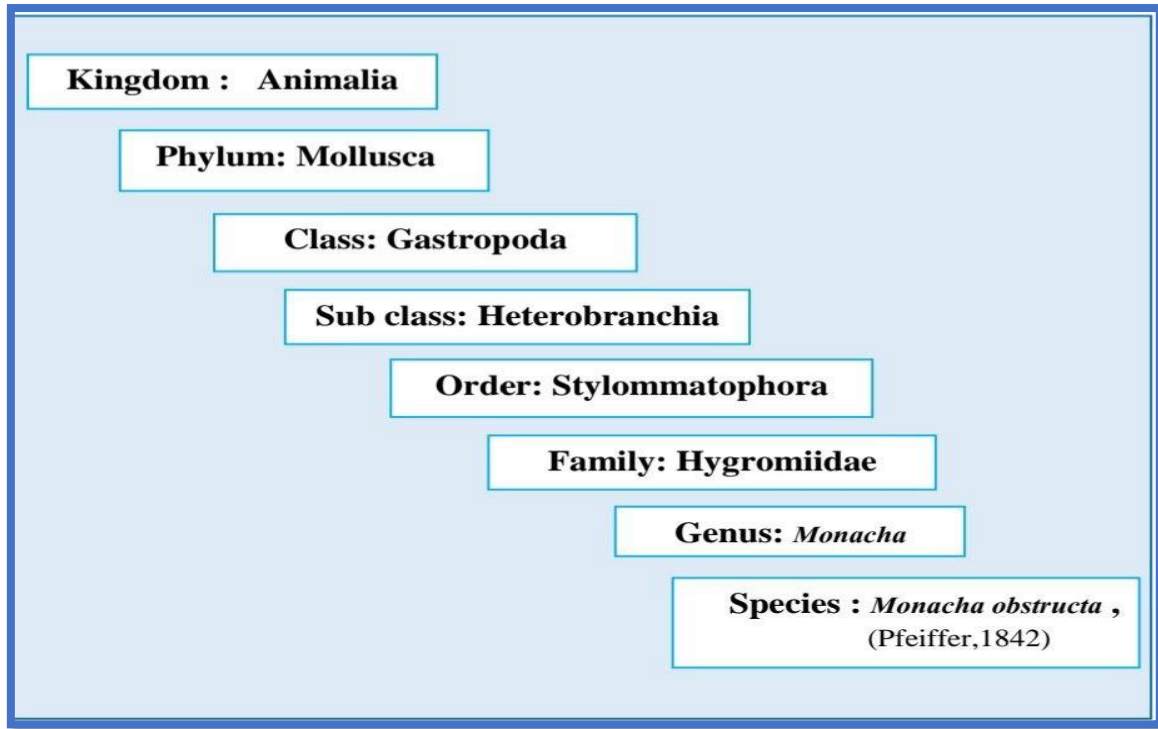 Kingdom : Animalia
Phylum: Mollusca
Class: Gastropoda
Sub class: Heterobranchia
Order: Stylommatophora
Family: Hygromiidae
Genus: Monacha
Species : Monacha obstructa ,
(Pfeiffer,1842)